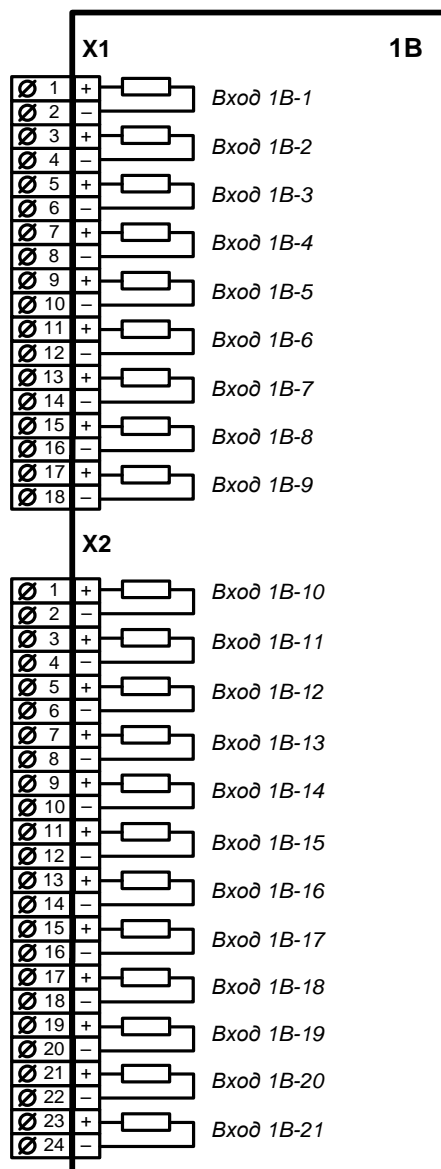 X1 1В
1 + Вход 1В-1
2 –
3 + Вход 1В-2
4 –
5 + Вход 1В-3
6 –
7 + Вход 1В-4
8 –
9 + Вход 1В-5
10 –
11 + Вход 1В-6
12 –
13 + Вход 1В-7
14 –
15 + Вход 1В-8
16 –
17 + Вход 1В-9
18 –
X2
1 + Вход 1В-10
2 –
3 + Вход 1В-11
4 –
5 + Вход 1В-12
6 –
7 + Вход 1В-13
8 –
9 + Вход 1В-14
10 –
11 + Вход 1В-15
12 –
13 + Вход 1В-16
14 –
15 + Вход 1В-17
16 –
17 + Вход 1В-18
18 –
19 + Вход 1В-19
20 –
21 + Вход 1В-20
22 –
23 + Вход 1В-21
24 –